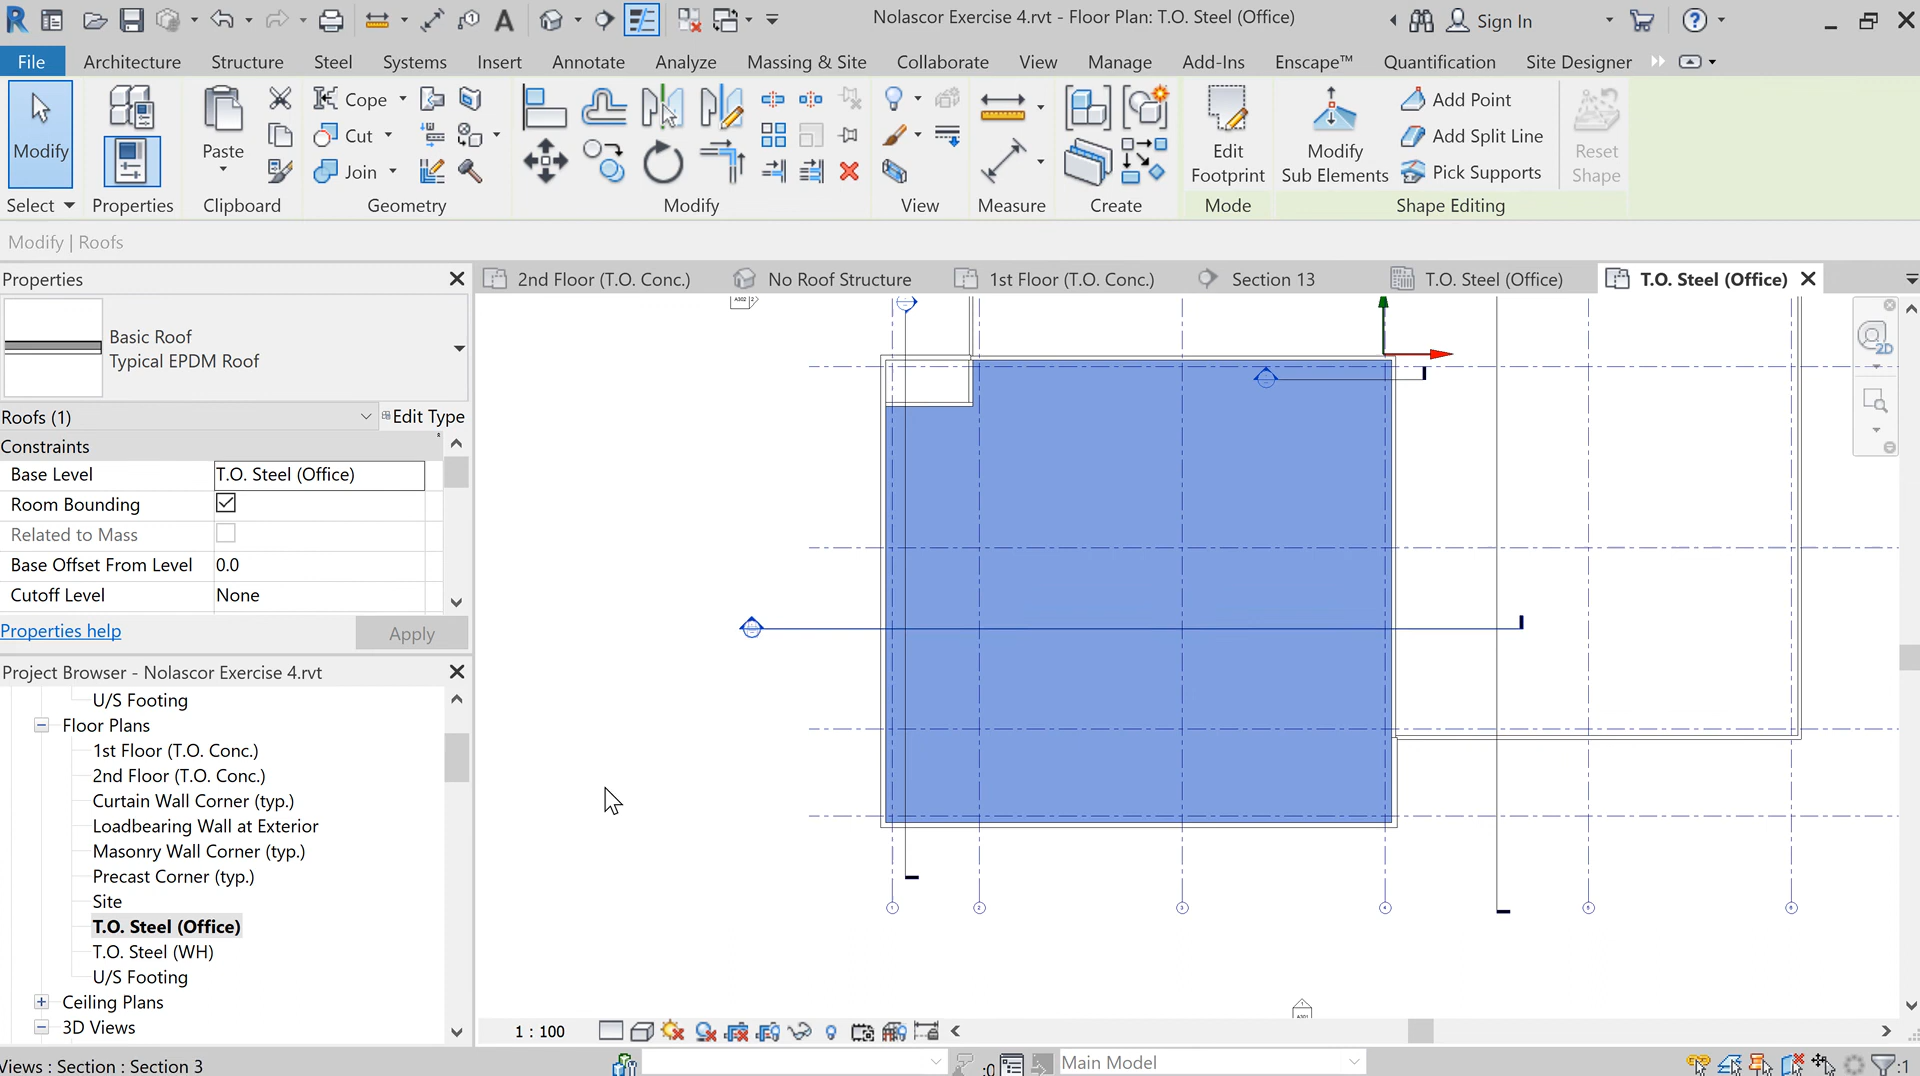 Nolascor Exercise 4.rvt - Floor Plan: T.O. Steel (Office)
Sign In
File Architecture Structure Steel Systems Insert Annotate Analyze Massing & Site Collaborate View Manage Add-Ins Enscape™ Quantification Site Designer
Modify
Paste
Cope
Cut
Join
Edit Footprint
Modify Sub Elements
Add Point
Add Split Line
Pick Supports
Reset Shape
Select Properties Clipboard Geometry Modify View Measure Create Mode Shape Editing
Modify | Roofs
Properties
2nd Floor (T.O. Conc.) No Roof Structure 1st Floor (T.O. Conc.) Section 13 T.O. Steel (Office) T.O. Steel (Office)
Basic Roof
Typical EPDM Roof
Roofs (1) Edit Type
Constraints
Base Level T.O. Steel (Office)
Room Bounding
Related to Mass
Base Offset From Level 0.0
Cutoff Level None
Properties help Apply
Project Browser - Nolascor Exercise 4.rvt
U/S Footing
Floor Plans
1st Floor (T.O. Conc.)
2nd Floor (T.O. Conc.)
Curtain Wall Corner (typ.)
Loadbearing Wall at Exterior
Masonry Wall Corner (typ.)
Precast Corner (typ.)
Site
T.O. Steel (Office)
T.O. Steel (WH)
U/S Footing
Ceiling Plans
3D Views
2D
1 : 100
Views : Section : Section 3
:0
Main Model
:1